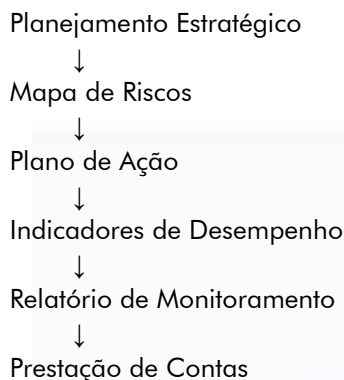 Planejamento Estratégico
↓
Mapa de Riscos
↓
Plano de Ação
↓
Indicadores de Desempenho
↓
Relatório de Monitoramento
↓
Prestação de Contas